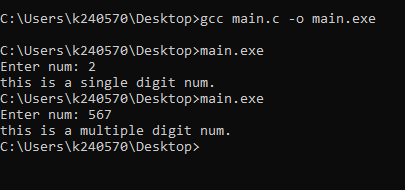 C:\Users\k240570\Desktop>gcc main.c -o main.exe
C:\Users\k240570\Desktop>main.exe
Enter num: 2
this is a single digit num.
C:\Users\k240570\Desktop>main.exe
Enter num: 567
this is a multiple digit num.
C:\Users\k240570\Desktop>